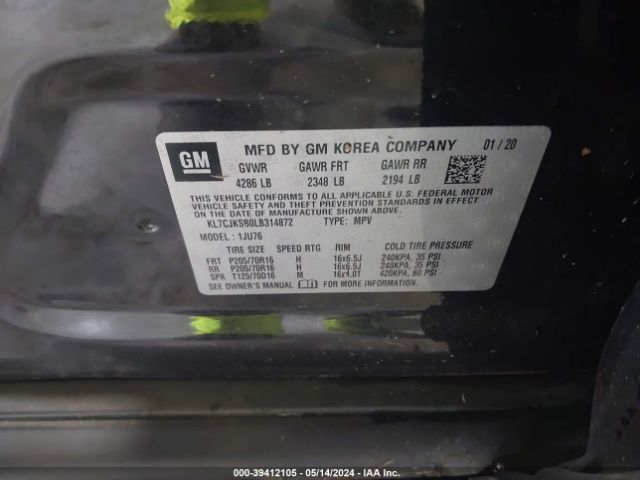 GM
MFD BY GM KOREA COMPANY 01/20
GVWR GAWR FRT GAWR RR
4286 LB 2348 LB 2194 LB
THIS VEHICLE CONFORMS TO ALL APPLICABLE U.S. FEDERAL MOTOR
VEHICLE SAFETY AND THEFT PREVENTION STANDARDS IN EFFECT ON THE
DATE OF MANUFACTURE SHOWN ABOVE.
KL7CJKSB0LB314872 TYPE: MPV
MODEL: 1JU76
TIRE SIZE SPEED RTG RIM COLD TIRE PRESSURE
FRT P205/70R16 H 16x6.5J 240KPA, 35 PSI
RR P205/70R16 H 16x6.5J 240KPA, 35 PSI
SPA T125/70D16 M 16x4.0T 420KPA, 60 PSI
SEE OWNER'S MANUAL FOR MORE INFORMATION.
000-39412105 - 05/14/2024 - IAA Inc.